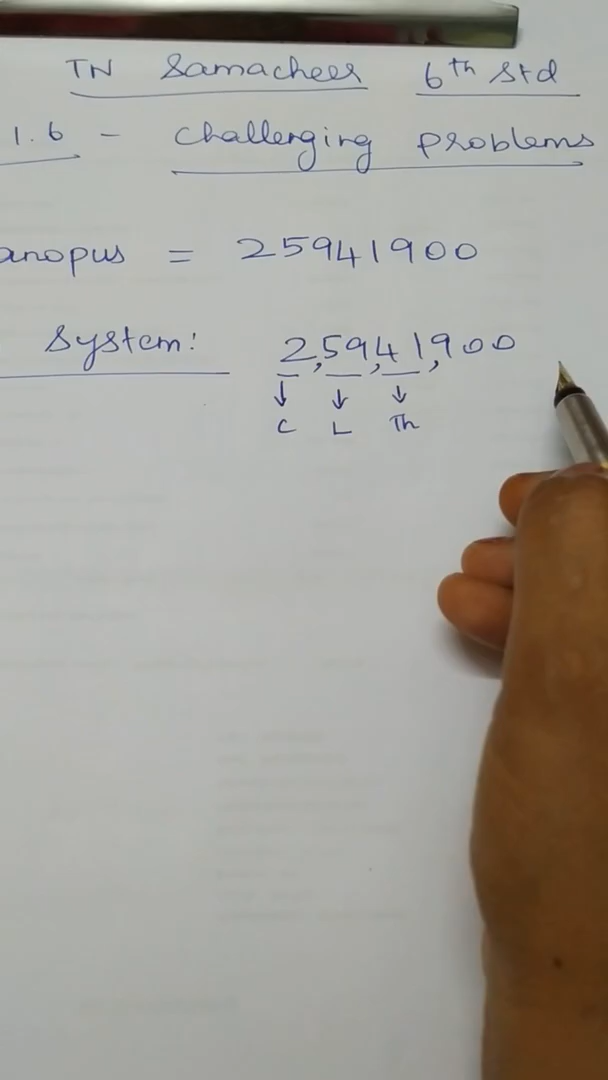 TN Samacheer 6th Std
1.6 - Challenging problems
anopus = 25941900
System: 2,59,41,900
↓ ↓ ↓
C L Th